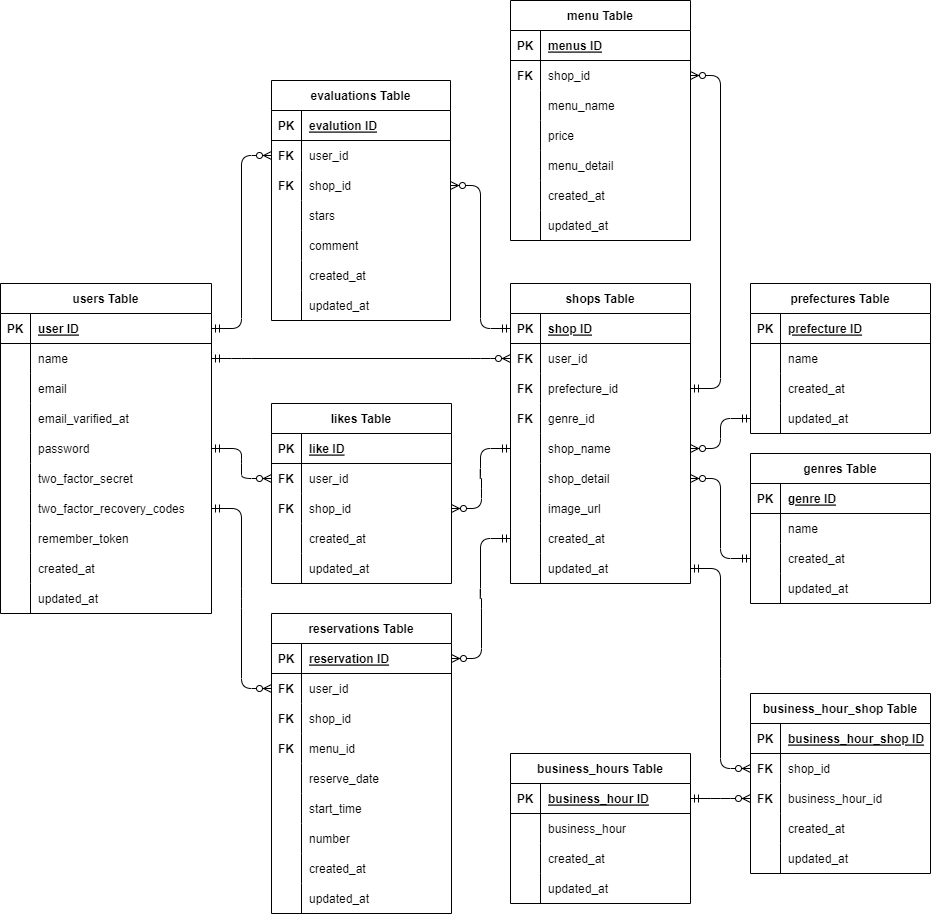 menu Table
PK menus ID
FK shop_id
menu_name
price
menu_detail
created_at
updated_at
evaluations Table
PK evalution ID
FK user_id
FK shop_id
stars
comment
created_at
updated_at
users Table
PK user ID
name
email
email_varified_at
password
two_factor_secret
two_factor_recovery_codes
remember_token
created_at
updated_at
shops Table
PK shop ID
FK user_id
FK prefecture_id
FK genre_id
shop_name
shop_detail
image_url
created_at
updated_at
prefectures Table
PK prefecture ID
name
created_at
updated_at
likes Table
PK like ID
FK user_id
FK shop_id
created_at
updated_at
genres Table
PK genre ID
name
created_at
updated_at
reservations Table
PK reservation ID
FK user_id
FK shop_id
FK menu_id
reserve_date
start_time
number
created_at
updated_at
business_hours Table
PK business_hour ID
business_hour
created_at
updated_at
business_hour_shop Table
PK business_hour_shop ID
FK shop_id
FK business_hour_id
created_at
updated_at